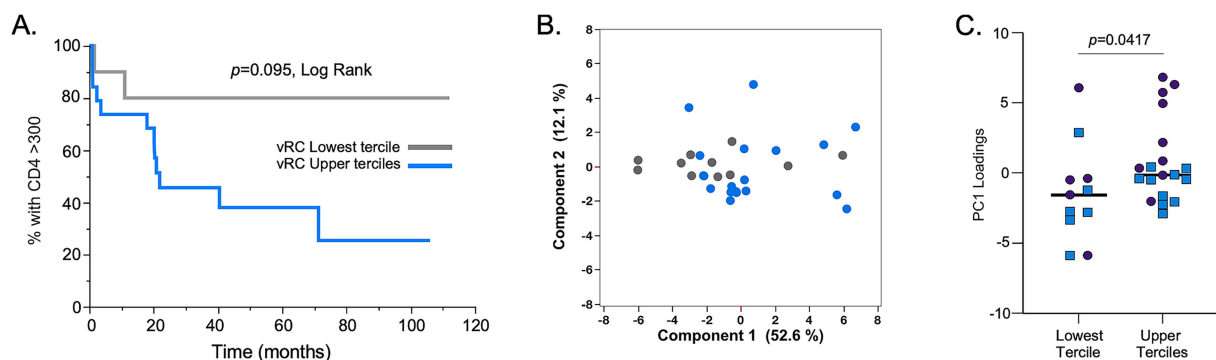 A.
100
80
60
40
20
0
% with CD4 >300
p=0.095, Log Rank
vRC Lowest tercile
vRC Upper terciles
0 20 40 60 80 100 120
Time (months)
B.
8
6
4
2
0
-2
-4
-6
-8
Component 2 (12.1 %)
-8 -6 -4 -2 0 2 4 6 8
Component 1 (52.6 %)
C.
p=0.0417
10
5
0
-5
-10
PC1 Loadings
Lowest Upper
Tercile Terciles